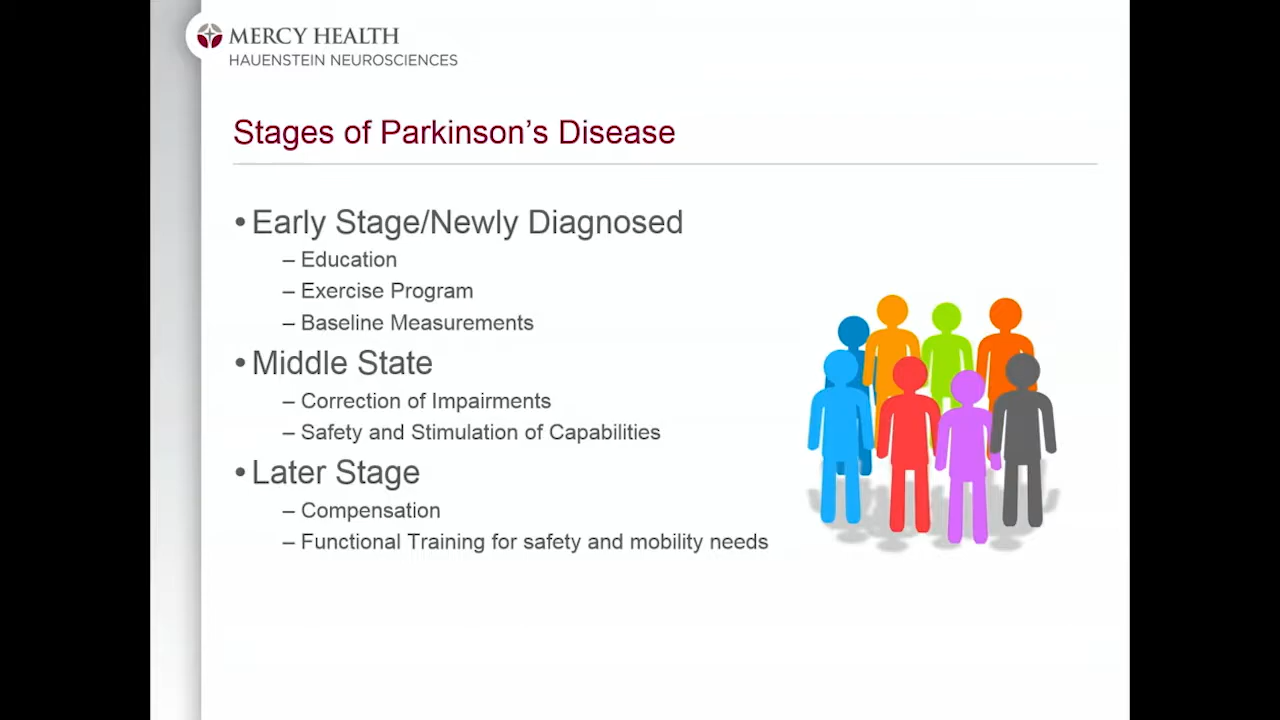 MERCY HEALTH
HAUENSTEIN NEUROSCIENCES
Stages of Parkinson's Disease
• Early Stage/Newly Diagnosed
– Education
– Exercise Program
– Baseline Measurements
• Middle State
– Correction of Impairments
– Safety and Stimulation of Capabilities
• Later Stage
– Compensation
– Functional Training for safety and mobility needs